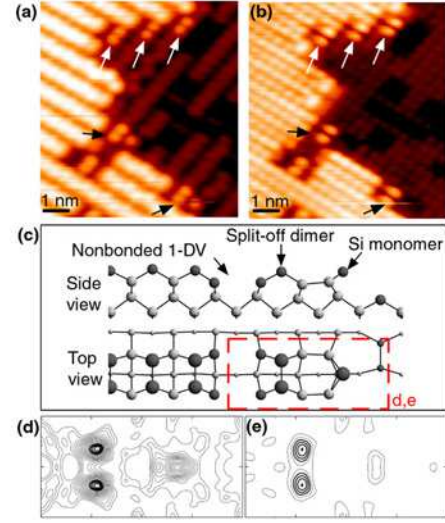 (a)
(b)
1 nm
1 nm
(c)
Split-off dimer
Nonbonded 1-DV
Si monomer
Side
view
Top
view
d,e
(d)
(e)